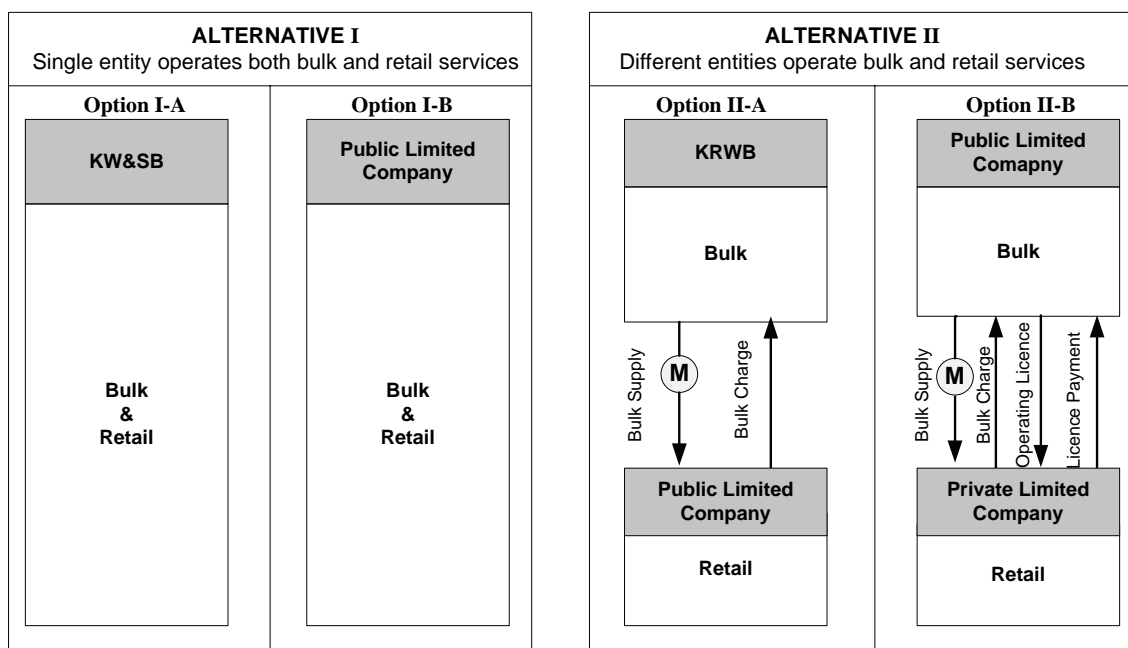 ALTERNATIVE I
Single entity operates both bulk and retail services
Option I-A
KW&SB
Bulk
&
Retail
Option I-B
Public Limited
Company
Bulk
&
Retail
ALTERNATIVE II
Different entities operate bulk and retail services
Option II-A
KRWB
Bulk
Bulk Supply
M
Bulk Charge
Public Limited
Company
Retail
Option II-B
Public Limited
Comapny
Bulk
Bulk Supply
M
Bulk Charge
Operating Licence
Licence Payment
Private Limited
Company
Retail